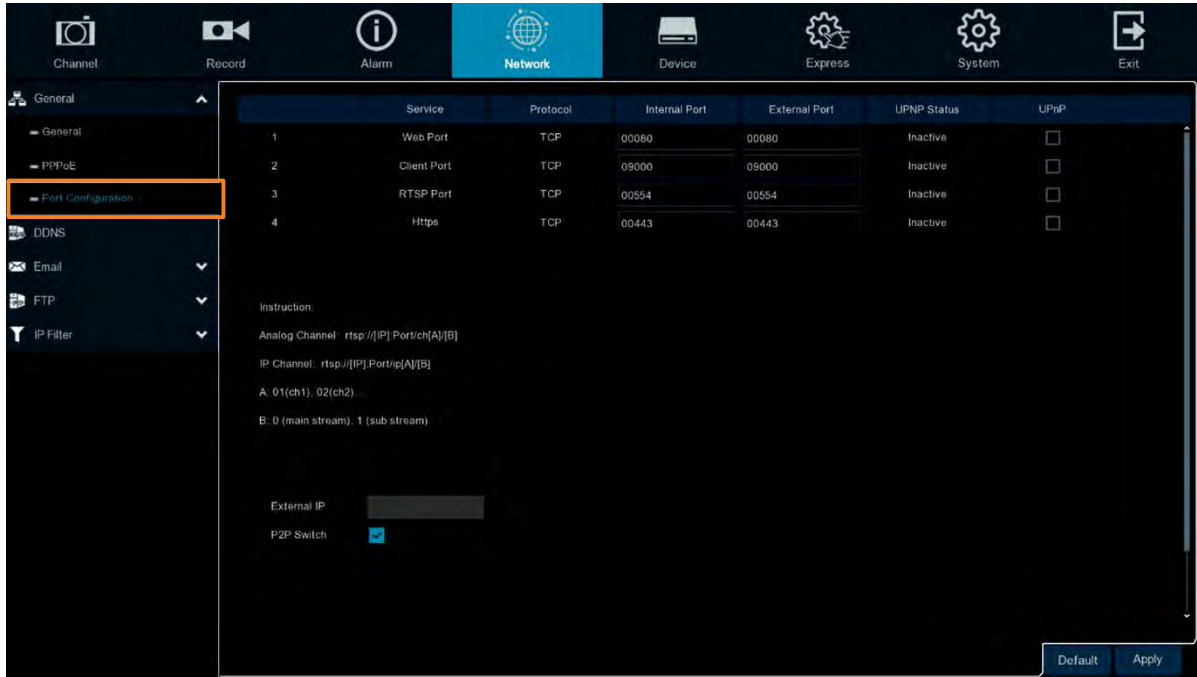 Channel Record Alarm Network Device Express System Exit
General
General
PPPoE
Port Configuration
DDNS
Email
FTP
IP Filter
Service Protocol Internal Port External Port UPNP Status UPnP
1 Web Port TCP 00080 00080 Inactive
2 Client Port TCP 09000 09000 Inactive
3 RTSP Port TCP 00554 00554 Inactive
4 Https TCP 00443 00443 Inactive
Instruction:
Analog Channel: rtsp://[IP]:Port/ch[A]/[B]
IP Channel: rtsp://[IP]:Port/ip[A]/[B]
A: 01(ch1), 02(ch2)...
B: 0 (main stream), 1 (sub stream)
External IP
P2P Switch
Default Apply